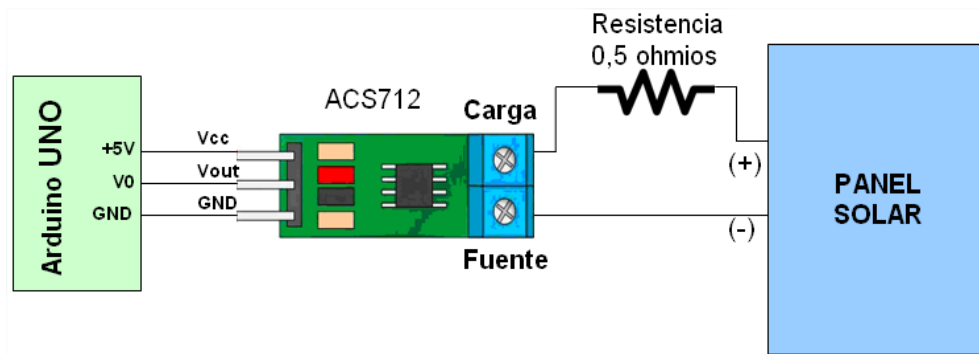 Resistencia
0,5 ohmios
ACS712
Carga
Arduino UNO
+5V
Vcc
V0
Vout
GND
GND
(+)
(-)
Fuente
PANEL
SOLAR